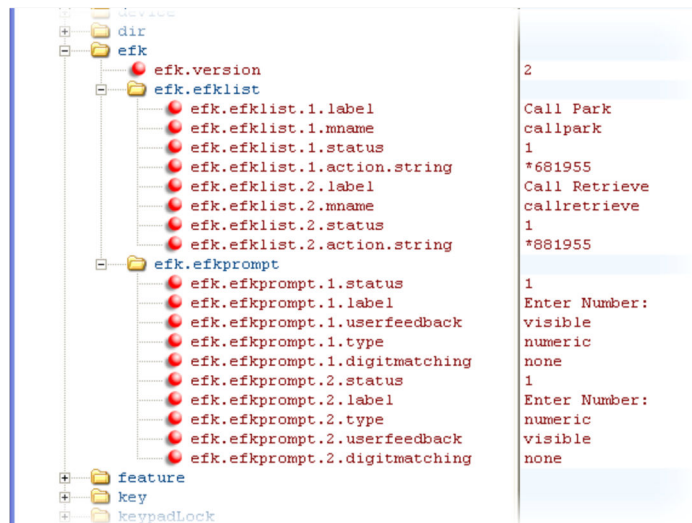 device
dir
efk
efk.version 2
efk.efklist
efk.efklist.1.label Call Park
efk.efklist.1.mname callpark
efk.efklist.1.status 1
efk.efklist.1.action.string *681955
efk.efklist.2.label Call Retrieve
efk.efklist.2.mname callretrieve
efk.efklist.2.status 1
efk.efklist.2.action.string *881955
efk.efkprompt
efk.efkprompt.1.status 1
efk.efkprompt.1.label Enter Number:
efk.efkprompt.1.userfeedback visible
efk.efkprompt.1.type numeric
efk.efkprompt.1.digitmatching none
efk.efkprompt.2.status 1
efk.efkprompt.2.label Enter Number:
efk.efkprompt.2.type numeric
efk.efkprompt.2.userfeedback visible
efk.efkprompt.2.digitmatching none
feature
key
keypadLock